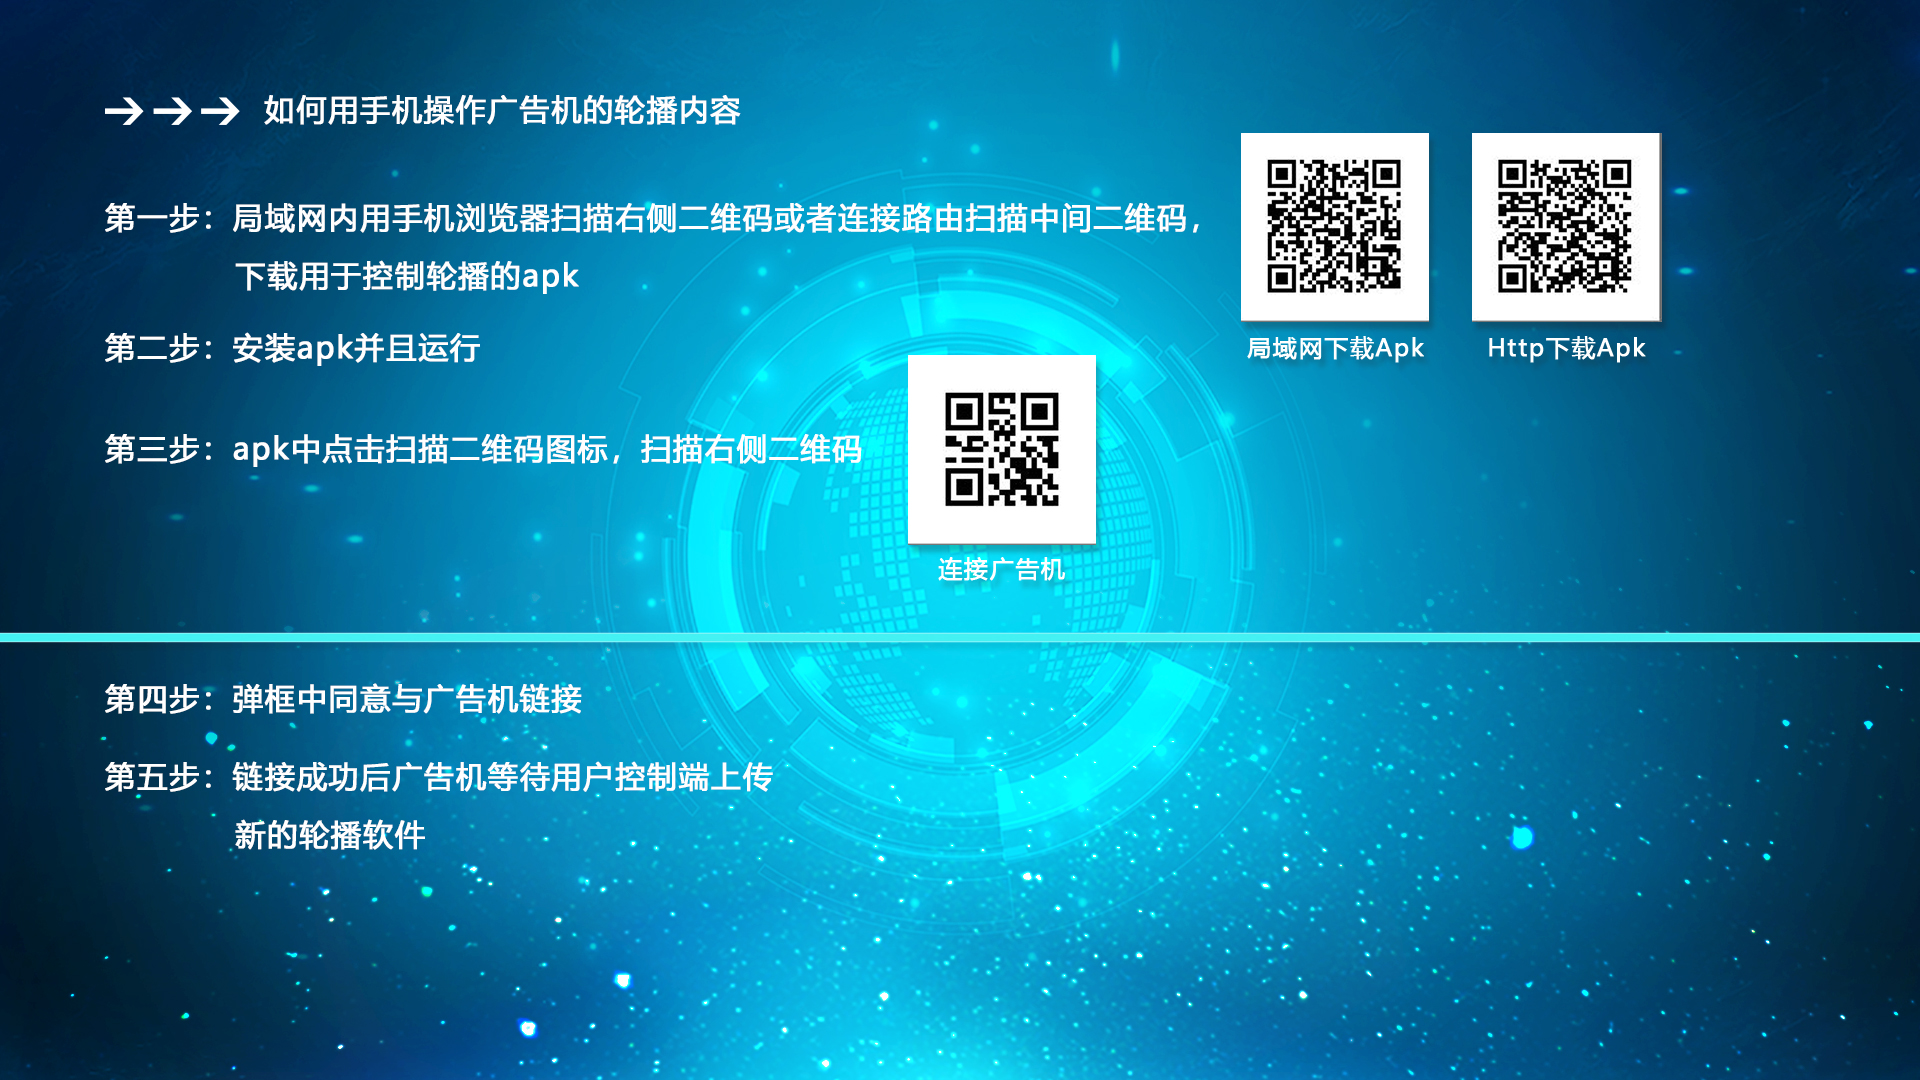 如何用手机操作广告机的轮播内容
第一步：局域网内用手机浏览器扫描右侧二维码或者连接路由扫描中间二维码，
下载用于控制轮播的apk
局域网下载Apk
Http下载Apk
第二步：安装apk并且运行
第三步：apk中点击扫描二维码图标，扫描右侧二维码
连接广告机
第四步：弹框中同意与广告机链接
第五步：链接成功后广告机等待用户控制端上传
新的轮播软件